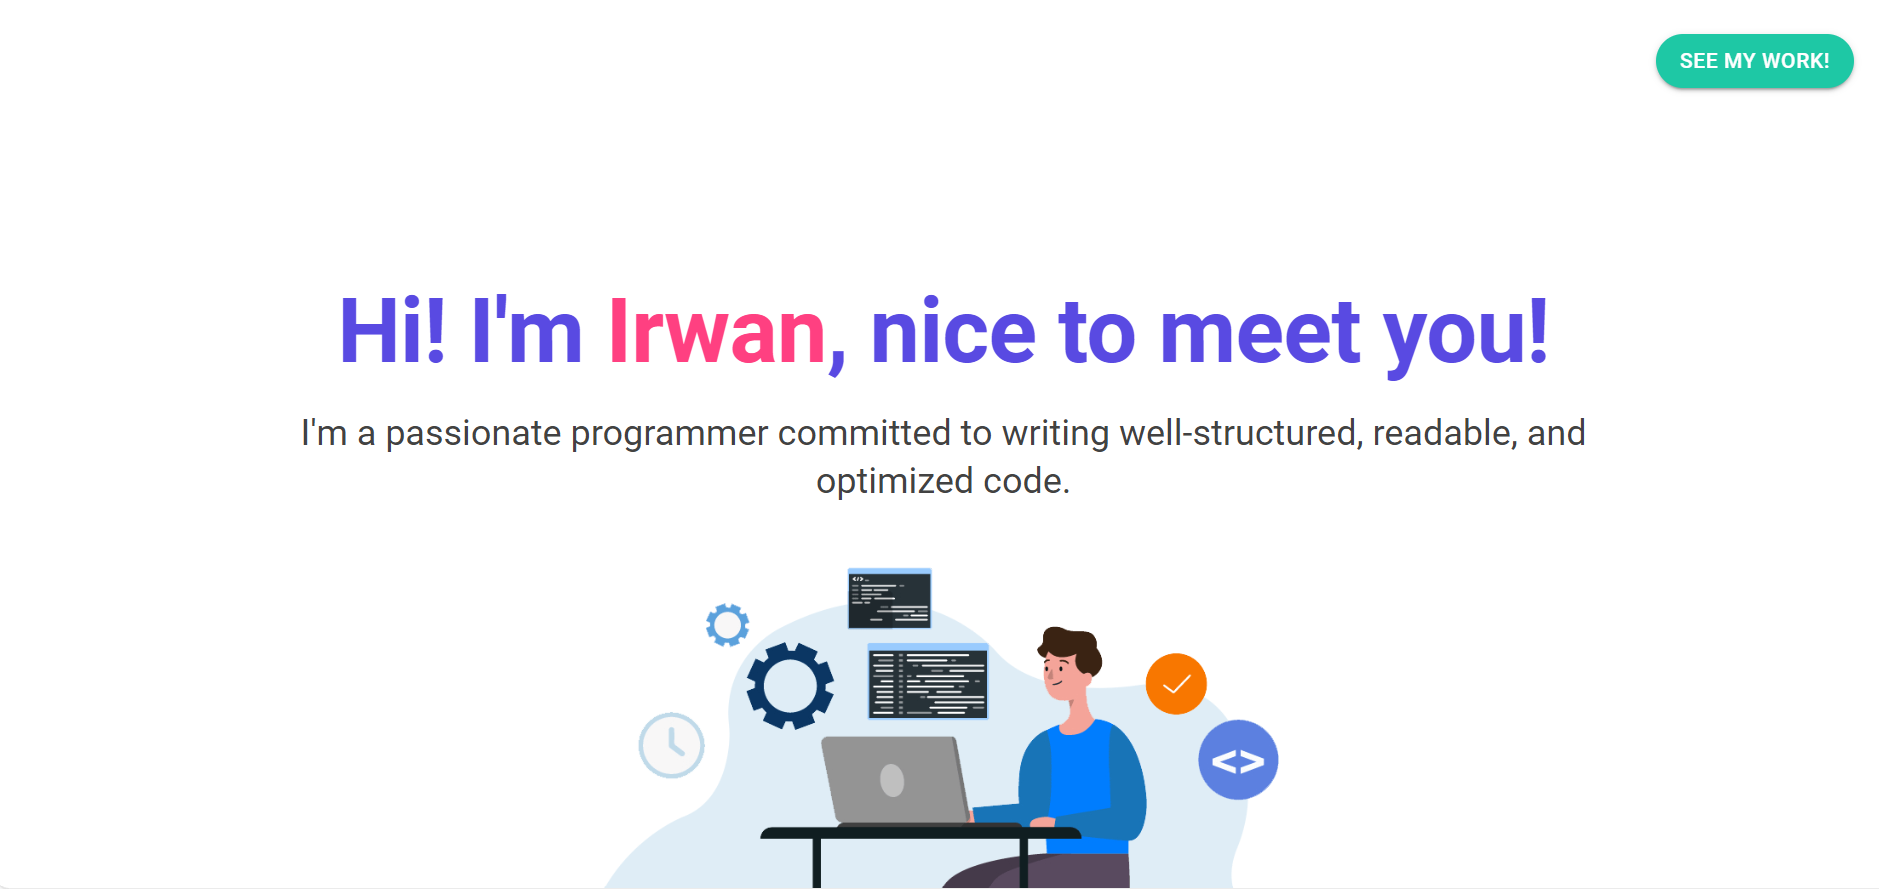 SEE MY WORK!
Hi! I'm Irwan, nice to meet you!
I'm a passionate programmer committed to writing well-structured, readable, and
optimized code.